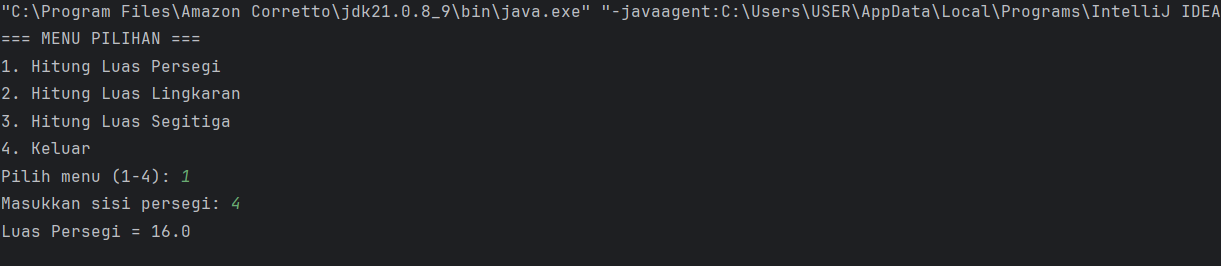 "C:\Program Files\Amazon Corretto\jdk21.0.8_9\bin\java.exe" "-javaagent:C:\Users\USER\AppData\Local\Programs\IntelliJ IDEA
=== MENU PILIHAN ===
1. Hitung Luas Persegi
2. Hitung Luas Lingkaran
3. Hitung Luas Segitiga
4. Keluar
Pilih menu (1-4): 1
Masukkan sisi persegi: 4
Luas Persegi = 16.0